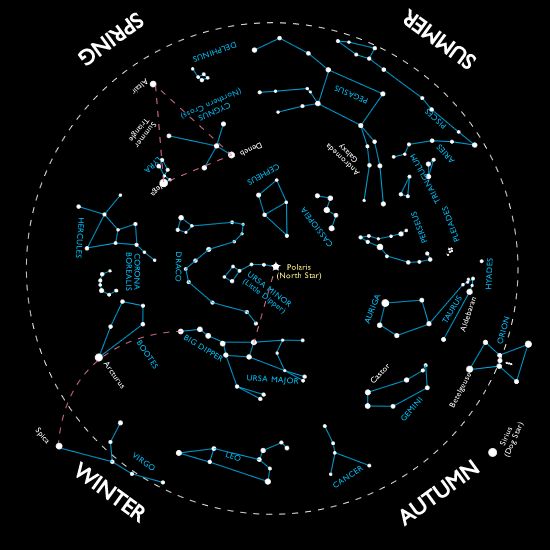 SPRING
SUMMER
DELPHINUS
Altair
CYGNUS
(Northern Cross)
PEGASUS
PISCES
Summer
Triangle
Deneb
Andromeda
Galaxy
ARIES
TRIANGULUM
LYRA
Vega
CEPHEUS
CASSIOPEIA
HERCULES
CORONA
BOREALIS
DRACO
Polaris
(North Star)
URSA MINOR
(Little Dipper)
PERSEUS
PLEIADES
HYADES
TAURUS
Aldebaran
AURIGA
ORION
Betelgeuse
BOOTES
Arcturus
BIG DIPPER
URSA MAJOR
Castor
GEMINI
Spica
VIRGO
LEO
CANCER
Sirius
(Dog Star)
WINTER
AUTUMN